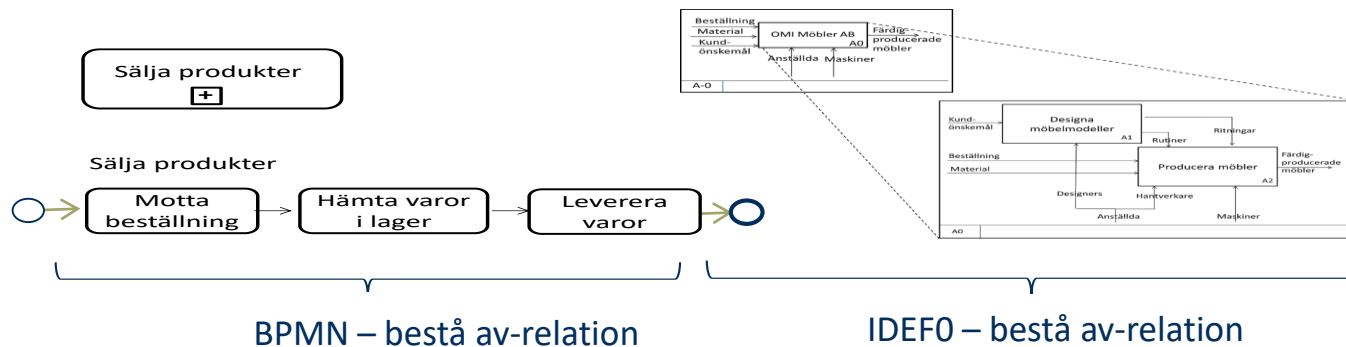 Sälja produkter
+
Sälja produkter
Motta
beställning
Hämta varor
i lager
Leverera
varor
BPMN – bestå av-relation
Beställning
Material
Kund-
önskemål
OMI Möbler AB
A0
Färdig-
producerade
möbler
Anställda
Maskiner
A-0
Kund-
önskemål
Designa
möbelmodeller
A1
Rutiner
Ritningar
Beställning
Material
Producera möbler
A2
Färdig-
producerade
möbler
Designers
Hantverkare
Anställda
Maskiner
A0
IDEF0 – bestå av-relation